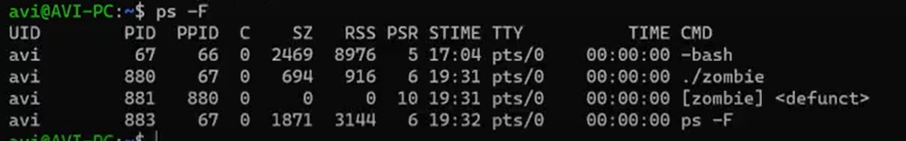 avi@AVI-PC:~$ ps -F
UID PID PPID C SZ RSS PSR STIME TTY TIME CMD
avi 67 66 0 2469 8976 5 17:04 pts/0 00:00:00 -bash
avi 880 67 0 694 916 6 19:31 pts/0 00:00:00 ./zombie
avi 881 880 0 0 0 10 19:31 pts/0 00:00:00 [zombie] <defunct>
avi 883 67 0 1871 3144 6 19:32 pts/0 00:00:00 ps -F
avi@AVI-PC:~$